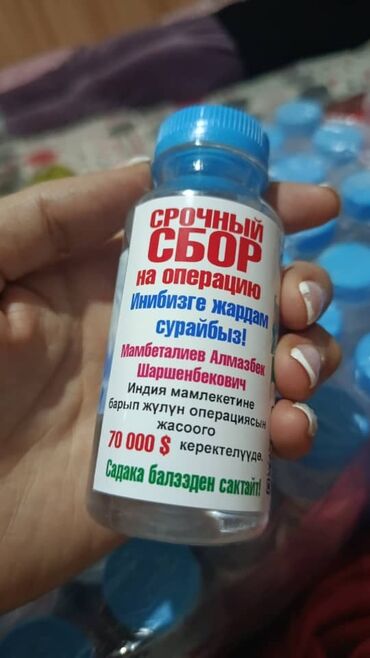 СРОЧНЫЙ
СБОР
на операцию
Инибизге жардам
сурайбыз!
Мамбеталиев Алмазбек
Шаршенбекович
Индия мамлекетине
барып жүлүн операциясын
жасоого
70 000 $ керектелүүдө.
Садака балээден сактайт!